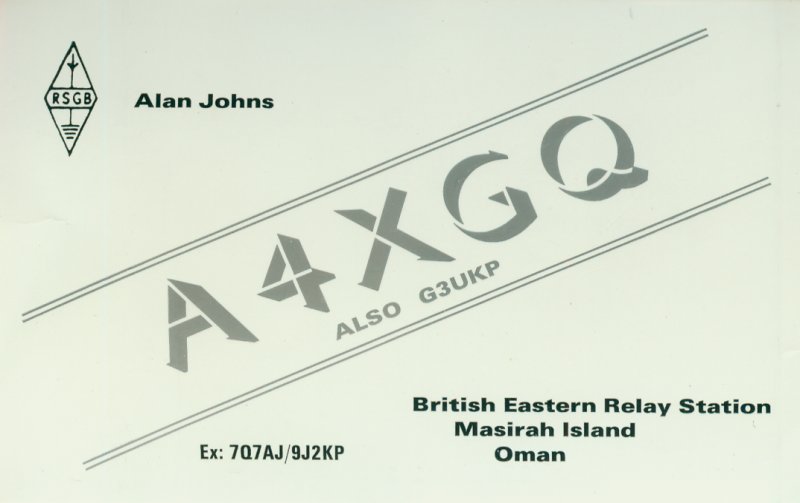 RSGB
Alan Johns
A4XGQ
ALSO G3UKP
British Eastern Relay Station
Masirah Island
Oman
Ex: 7Q7AJ/9J2KP